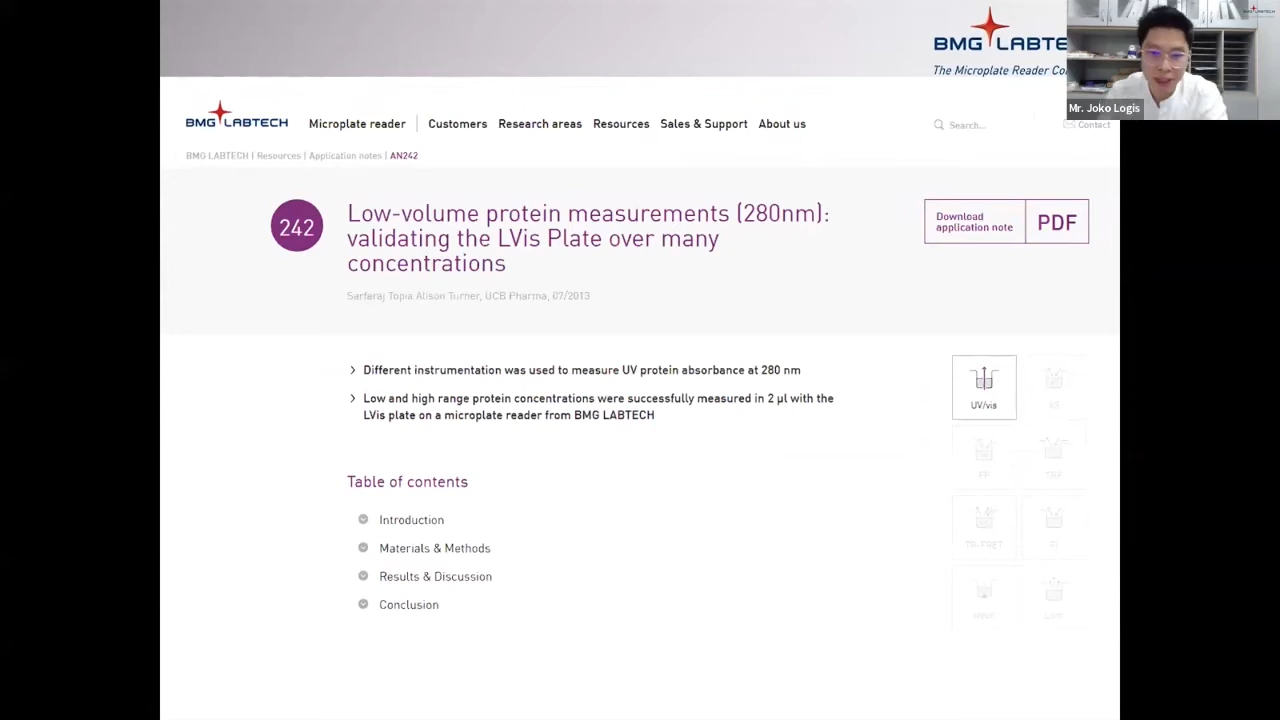 BMG LABTE
The Microplate Reader Co
Mr. Joko Logis
BMG LABTECH
Microplate reader
Customers
Research areas
Resources
Sales & Support
About us
Search...
Contact
BMG LABTECH | Resources | Application notes | AN242
242
Low-volume protein measurements (280nm):
validating the LVis Plate over many
concentrations
Sarfaraj Topia Alison Turner, UCB Pharma, 07/2013
Download
application note
PDF
Different instrumentation was used to measure UV protein absorbance at 280 nm
Low and high range protein concentrations were successfully measured in 2 µl with the
LVis plate on a microplate reader from BMG LABTECH
UV/vis
Table of contents
Introduction
Materials & Methods
Results & Discussion
Conclusion
TR-FRET